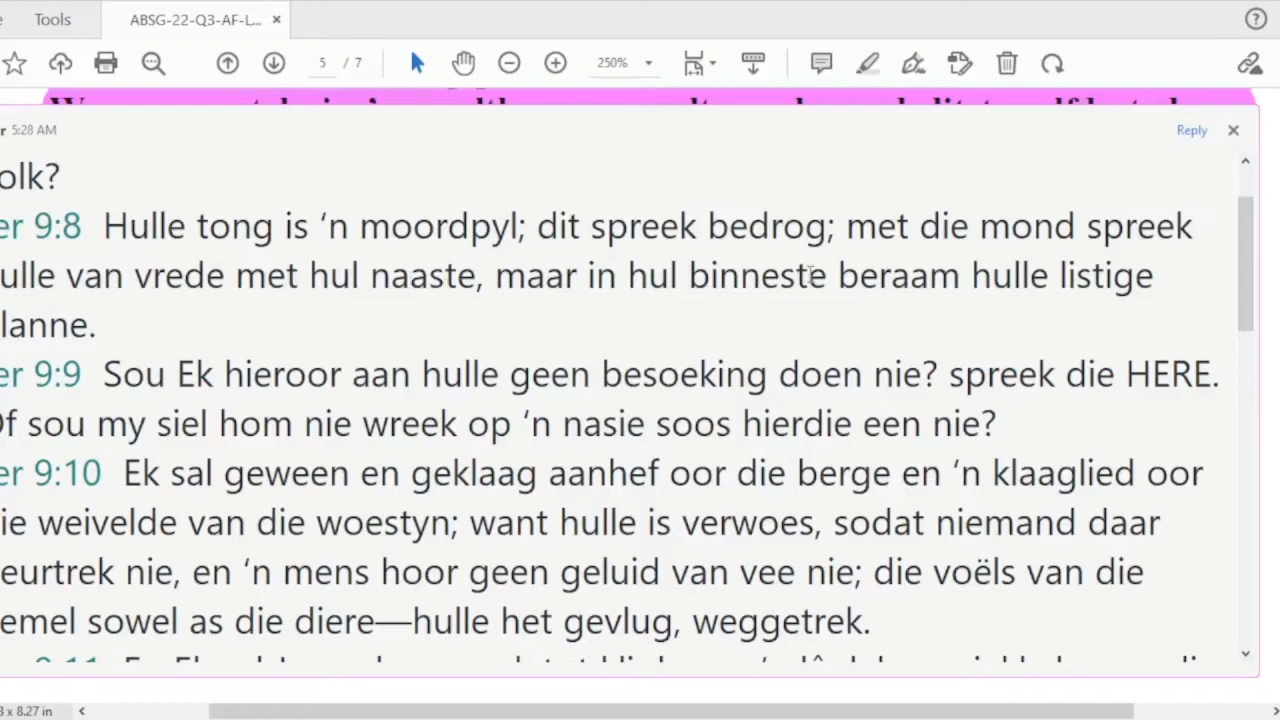 Tools
ABSG-22-Q3-AF-L...
5 / 7
250%
5:28 AM
Reply
olk?
er 9:8 Hulle tong is ‘n moordpyl; dit spreek bedrog; met die mond spreek
ulle van vrede met hul naaste, maar in hul binneste beraam hulle listige
lanne.
er 9:9 Sou Ek hieroor aan hulle geen besoeking doen nie? spreek die HERE.
Of sou my siel hom nie wreek op ‘n nasie soos hierdie een nie?
er 9:10 Ek sal geween en geklaag aanhef oor die berge en ‘n klaaglied oor
ie weivelde van die woestyn; want hulle is verwoes, sodat niemand daar
eurtrek nie, en ‘n mens hoor geen geluid van vee nie; die voëls van die
emel sowel as die diere—hulle het gevlug, weggetrek.
3 x 8.27 in